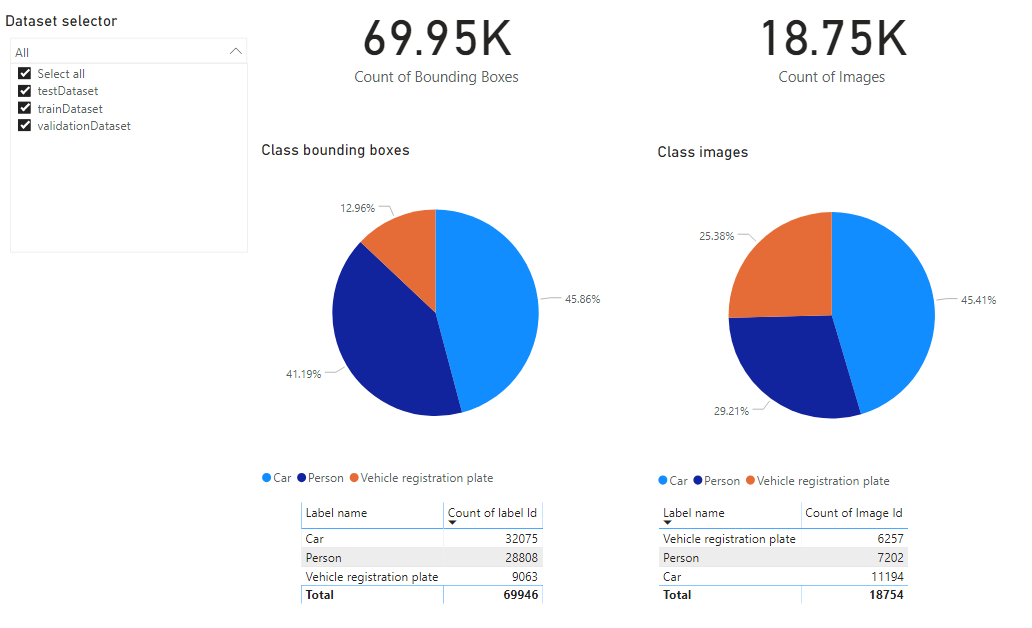 Dataset selector
All
Select all
testDataset
trainDataset
validationDataset
69.95K
Count of Bounding Boxes
18.75K
Count of Images
Class bounding boxes
12.96%
45.86%
41.19%
Car Person Vehicle registration plate
Label name Count of label Id
Car 32075
Person 28808
Vehicle registration plate 9063
Total 69946
Class images
25.38%
45.41%
29.21%
Car Person Vehicle registration plate
Label name Count of Image Id
Vehicle registration plate 6257
Person 7202
Car 11194
Total 18754